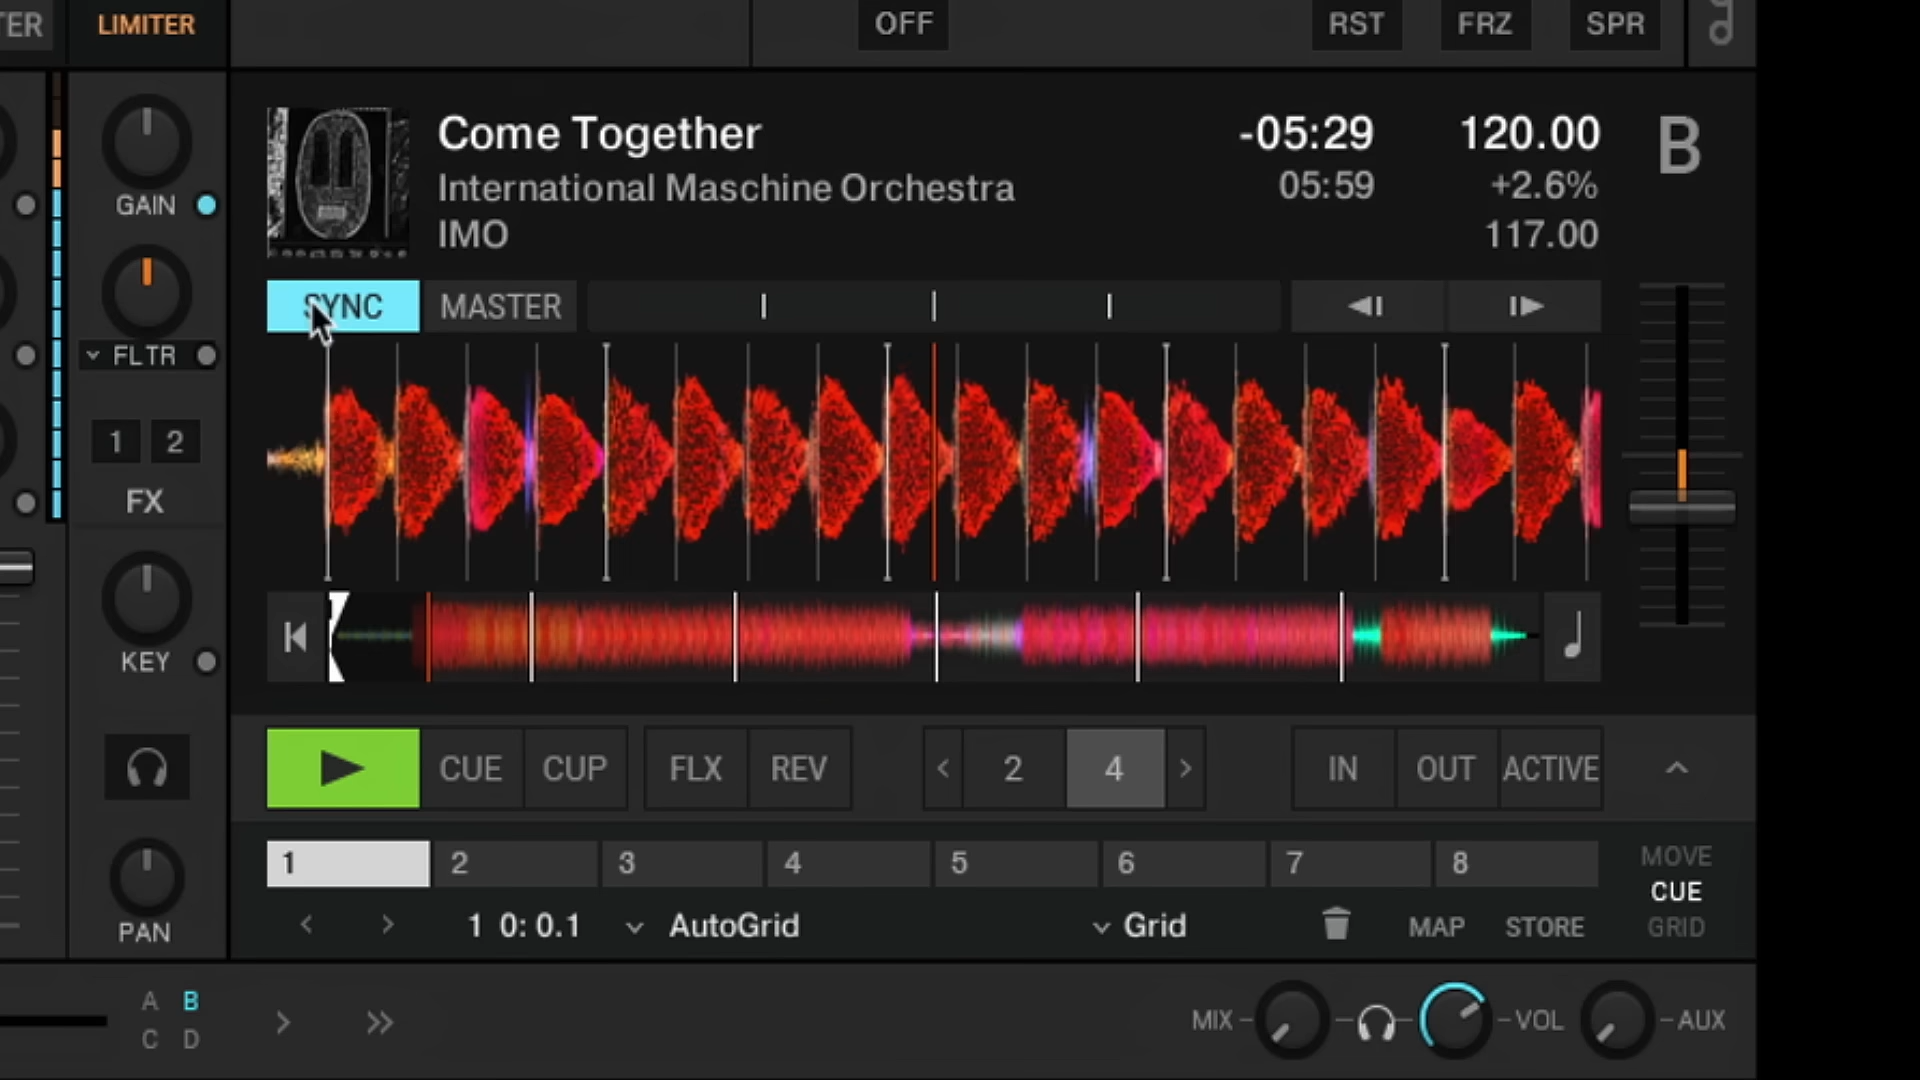 TER LIMITER OFF RST FRZ SPR
Come Together -05:29 120.00 B
GAIN International Maschine Orchestra 05:59 +2.6%
IMO 117.00
SYNC MASTER
FLTR
1 2
FX
KEY
CUE CUP FLX REV < 2 4 > IN OUT ACTIVE
1 2 3 4 5 6 7 8 MOVE
CUE
PAN < > 1 0: 0.1 AutoGrid Grid MAP STORE GRID
A B
C D
MIX VOL AUX